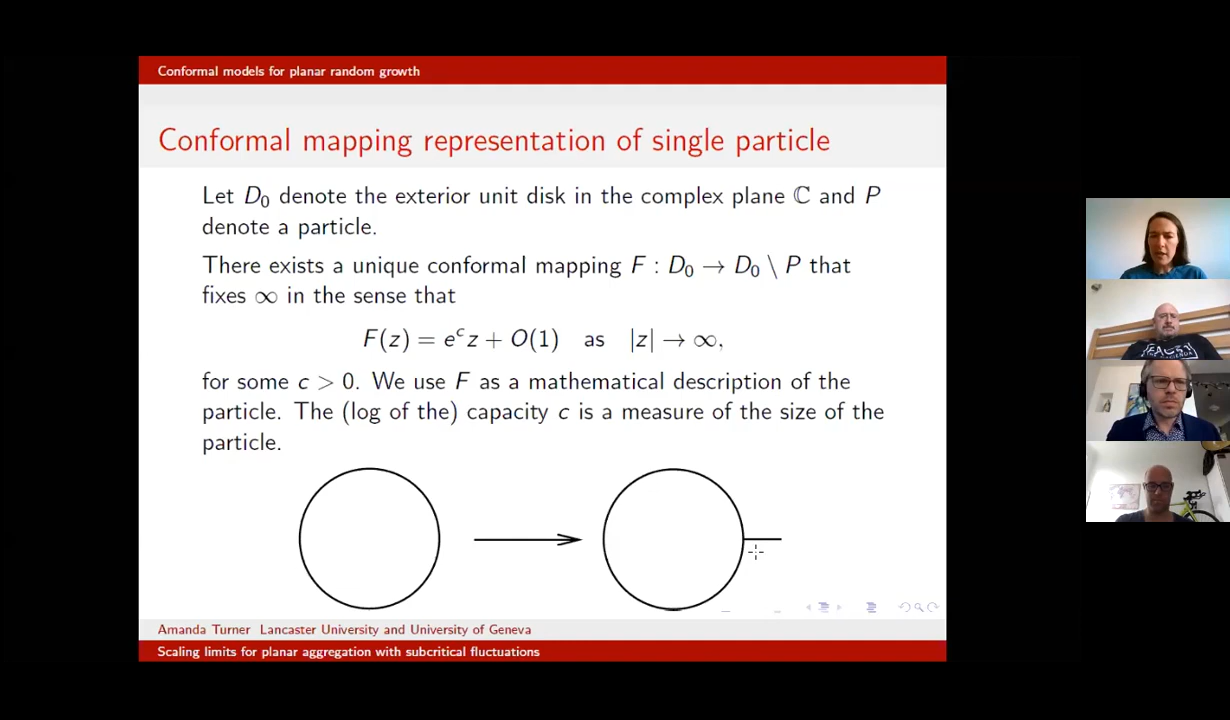 Conformal models for planar random growth
Conformal mapping representation of single particle
Let D₀ denote the exterior unit disk in the complex plane ℂ and P
denote a particle.
There exists a unique conformal mapping F : D₀ → D₀ \ P that
fixes ∞ in the sense that
F(z) = eᶜz + O(1) as |z| → ∞,
for some c > 0. We use F as a mathematical description of the
particle. The (log of the) capacity c is a measure of the size of the
particle.
Amanda Turner Lancaster University and University of Geneva
Scaling limits for planar aggregation with subcritical fluctuations